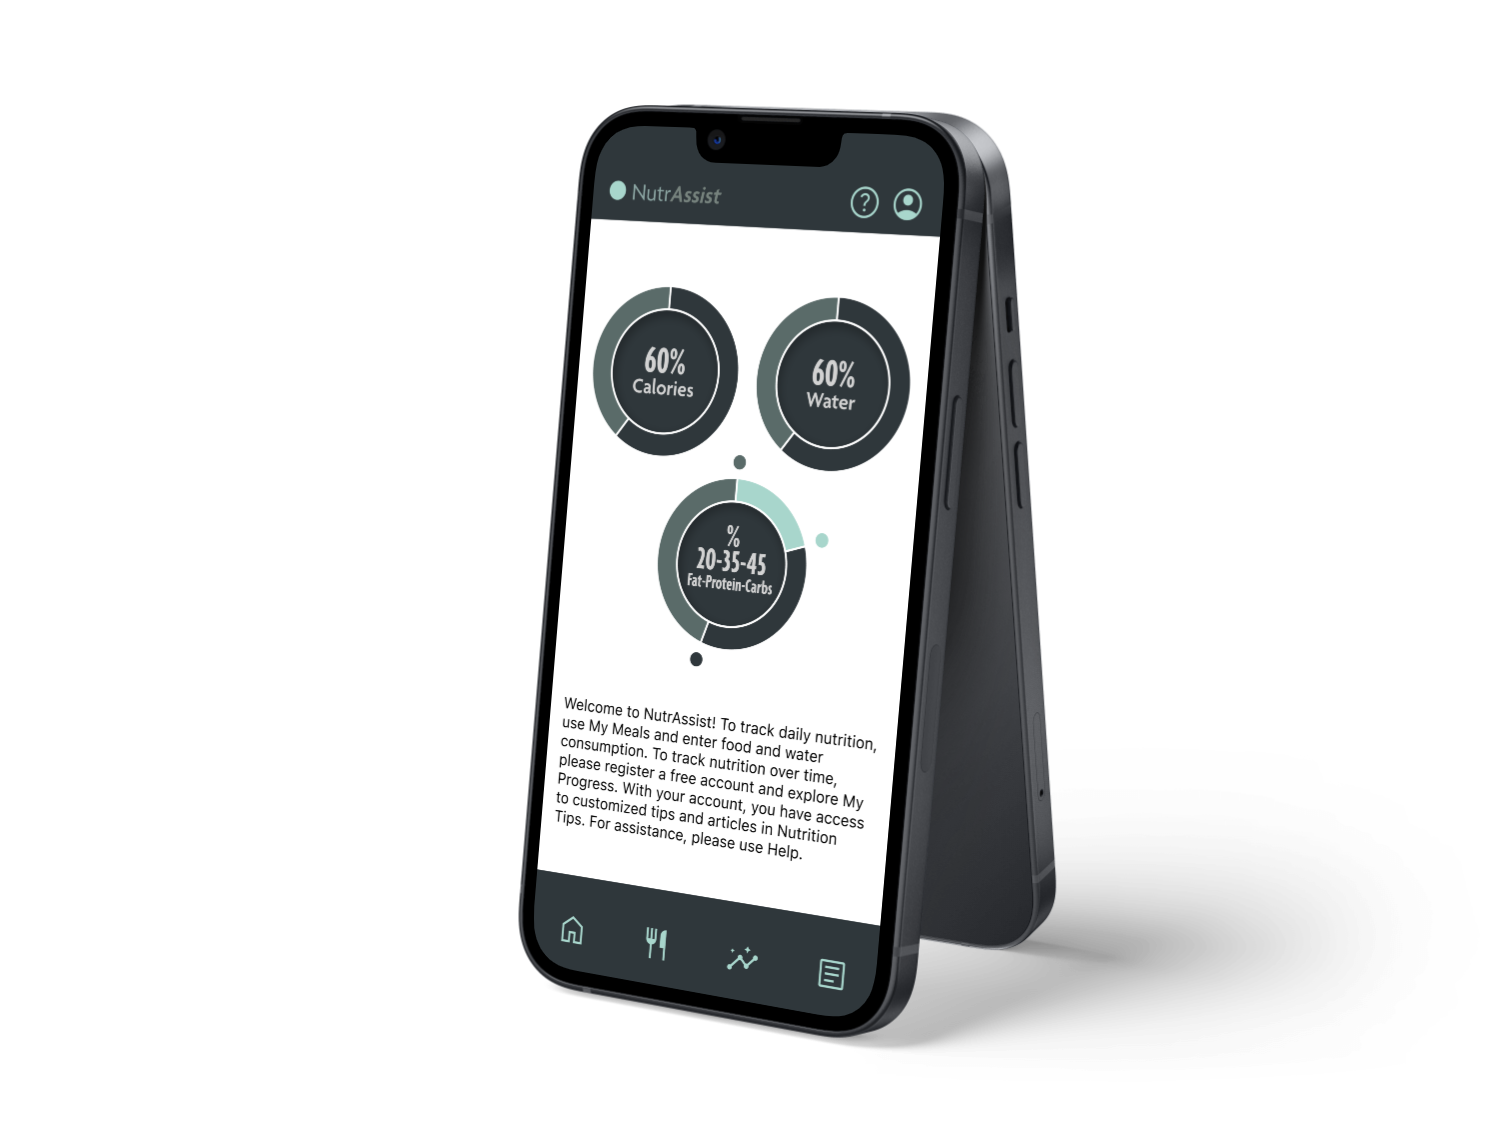 NutrAssist
60%
Calories
60%
Water
%
20-35-45
Fat-Protein-Carbs
Welcome to NutrAssist! To track daily nutrition,
use My Meals and enter food and water
consumption. To track nutrition over time,
please register a free account and explore My
Progress. With your account, you have access
to customized tips and articles in Nutrition
Tips. For assistance, please use Help.